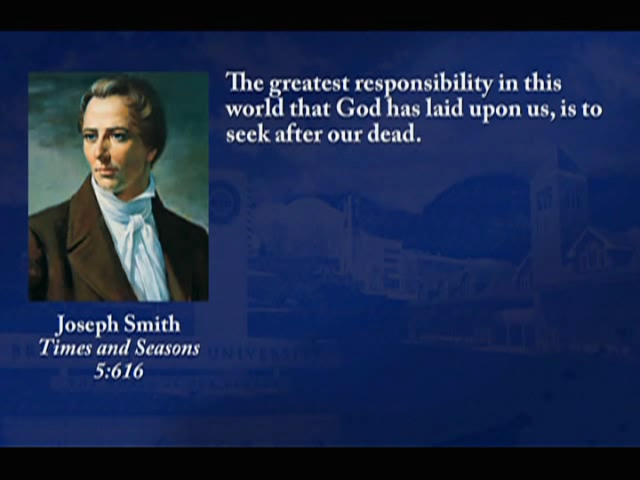 The greatest responsibility in this
world that God has laid upon us, is to
seek after our dead.
Joseph Smith
Times and Seasons
5:616
UNIVERSITY